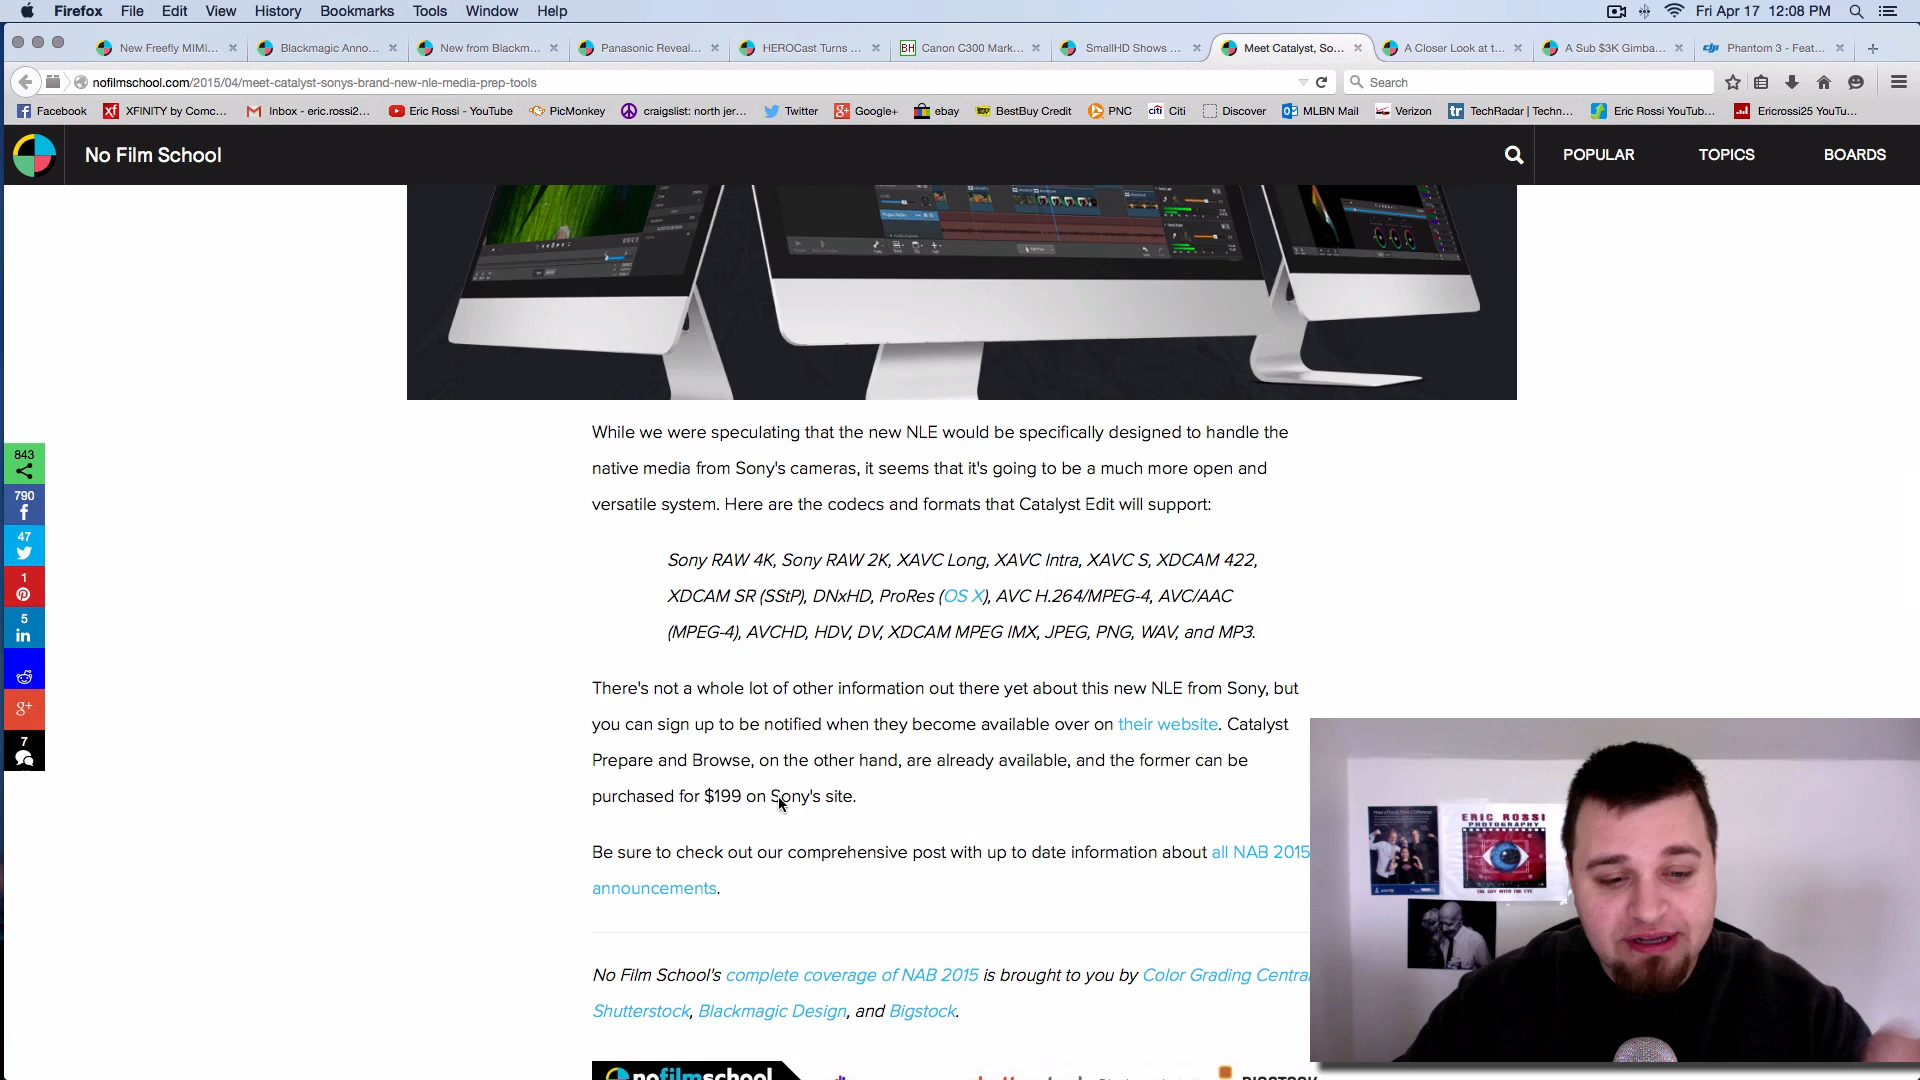 Firefox File Edit View History Bookmarks Tools Window Help
Fri Apr 17 12:08 PM
New Freefly MIMI...
Blackmagic Anno...
New from Blackm...
Panasonic Reveal...
HEROCast Turns ...
BH Canon C300 Mark...
SmallHD Shows ...
Meet Catalyst, So...
A Closer Look at t...
A Sub $3K Gimba...
dji Phantom 3 - Feat...
nofilmschool.com/2015/04/meet-catalyst-sonys-brand-new-nle-media-prep-tools
Search
Facebook
xf XFINITY by Comc...
Inbox - eric.rossi2...
Eric Rossi - YouTube
PicMonkey
craigslist: north jer...
Twitter
g+ Google+
ebay
BestBuy Credit
PNC
citi Citi
Discover
MLBN Mail
Verizon
tr TechRadar | Techn...
Eric Rossi YouTub...
Ericrossi25 YouTu...
No Film School
POPULAR TOPICS BOARDS
While we were speculating that the new NLE would be specifically designed to handle the
native media from Sony's cameras, it seems that it's going to be a much more open and
versatile system. Here are the codecs and formats that Catalyst Edit will support:
Sony RAW 4K, Sony RAW 2K, XAVC Long, XAVC Intra, XAVC S, XDCAM 422,
XDCAM SR (SStP), DNxHD, ProRes (OS X), AVC H.264/MPEG-4, AVC/AAC
(MPEG-4), AVCHD, HDV, DV, XDCAM MPEG IMX, JPEG, PNG, WAV, and MP3.
There's not a whole lot of other information out there yet about this new NLE from Sony, but
you can sign up to be notified when they become available over on their website. Catalyst
Prepare and Browse, on the other hand, are already available, and the former can be
purchased for $199 on Sony's site.
Be sure to check out our comprehensive post with up to date information about all NAB 2015
announcements.
No Film School's complete coverage of NAB 2015 is brought to you by Color Grading Central
Shutterstock, Blackmagic Design, and Bigstock.
nofilmschool
843
790
f
47
1
5
in
g+
7
ERIC ROSSI
PHOTOGRAPHY
THE GUY WITH THE EYE